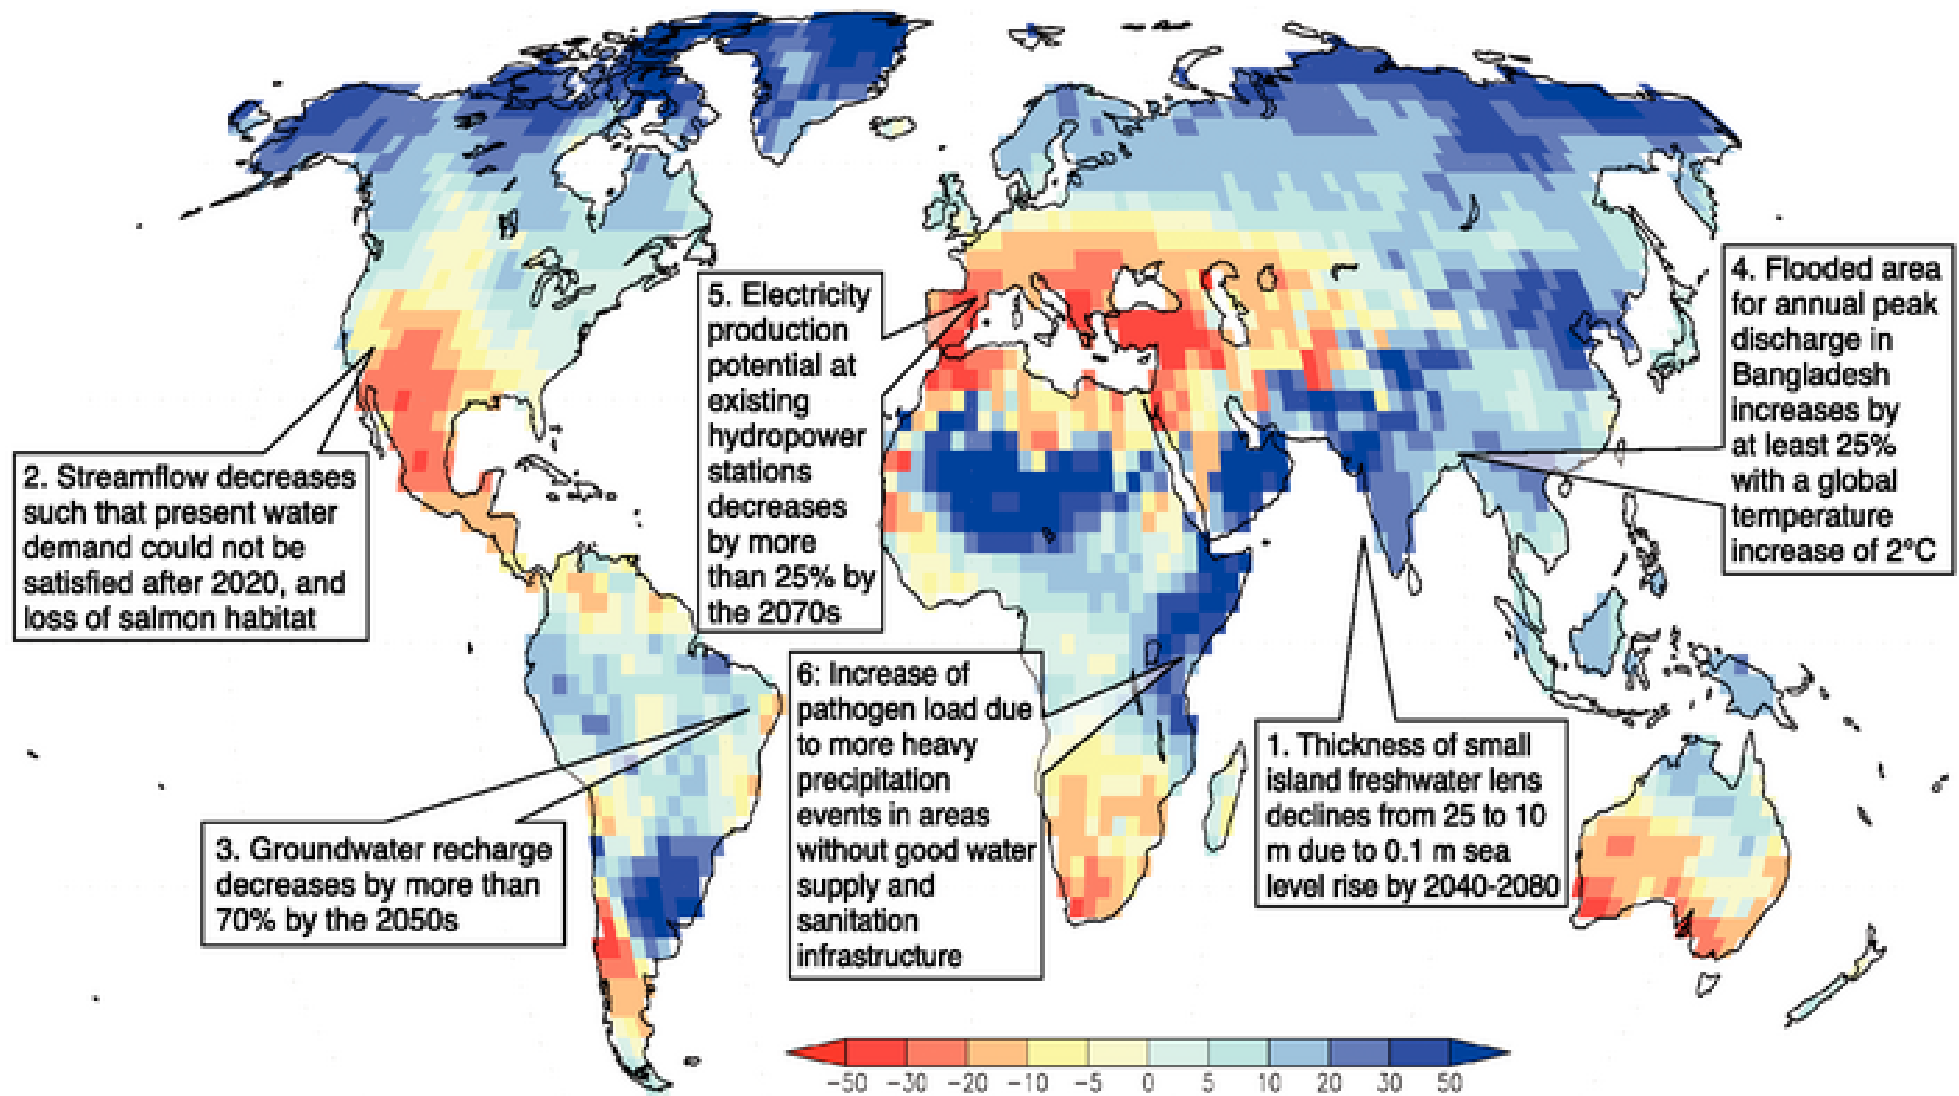 5. Electricity
production
potential at
existing
hydropower
stations
decreases
by more
than 25% by
the 2070s
4. Flooded area
for annual peak
discharge in
Bangladesh
increases by
at least 25%
with a global
temperature
increase of 2°C
2. Streamflow decreases
such that present water
demand could not be
satisfied after 2020, and
loss of salmon habitat
6: Increase of
pathogen load due
to more heavy
precipitation
events in areas
without good water
supply and
sanitation
infrastructure
1. Thickness of small
island freshwater lens
declines from 25 to 10
m due to 0.1 m sea
level rise by 2040-2080
3. Groundwater recharge
decreases by more than
70% by the 2050s
-50 -30 -20 -10 -5 0 5 10 20 30 50